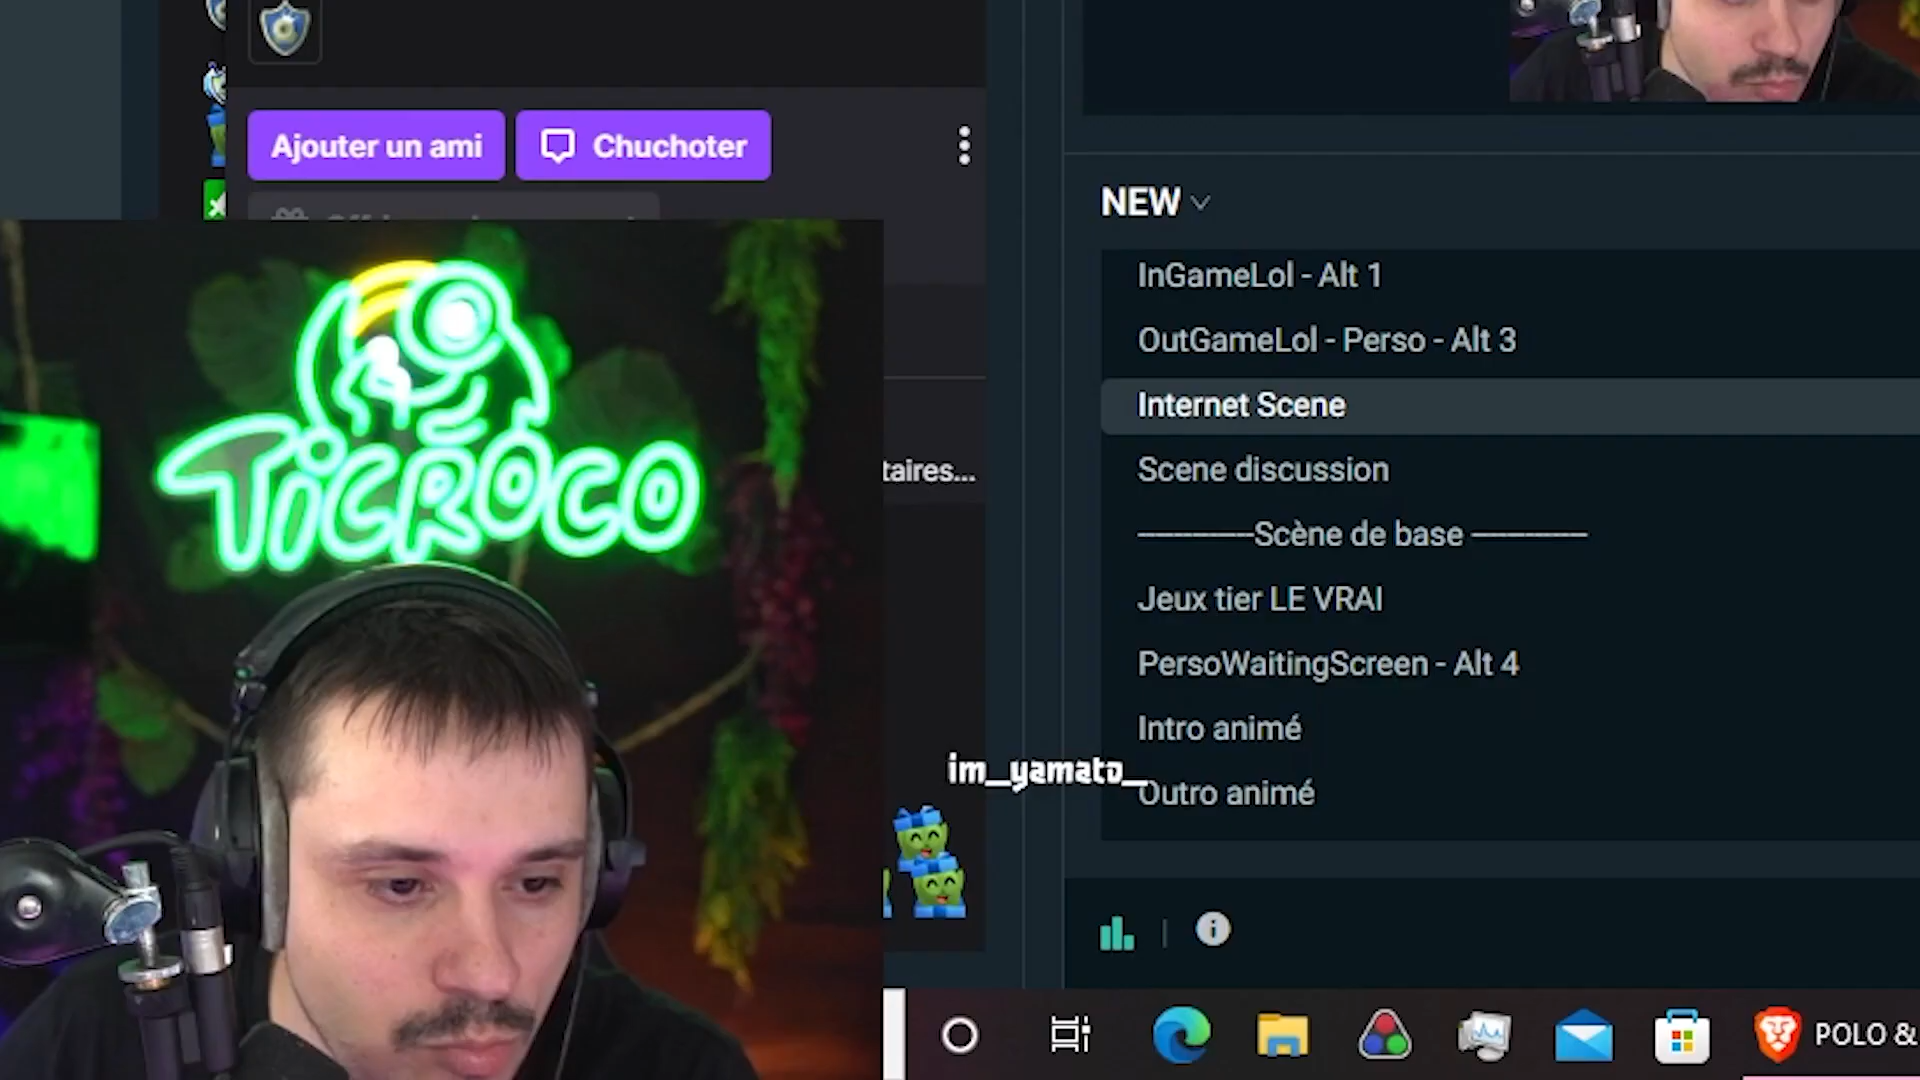 Ajouter un ami
Chuchoter
TiCROCO
taires...
im_yamato_
NEW
InGameLol - Alt 1
OutGameLol - Perso - Alt 3
Internet Scene
Scene discussion
————Scène de base ————
Jeux tier LE VRAI
PersoWaitingScreen - Alt 4
Intro animé
Outro animé
POLO &